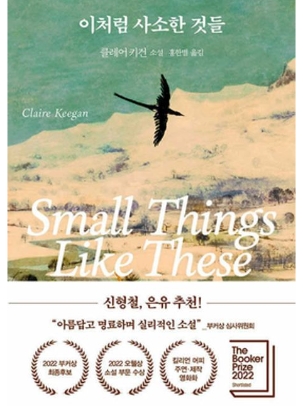 이처럼 사소한 것들
클레어 키건 소설 홍한별 옮김
Claire Keegan
Small Things
Like These
신형철, 은유 추천!
“아름답고 명료하며 실리적인 소설” _부커상 심사위원회
2022 부커상
최종후보
2022 오웰상
소설 부문 수상
킬리언 머피
주연·제작
영화화
The
Booker
Prize
2022
Shortlisted